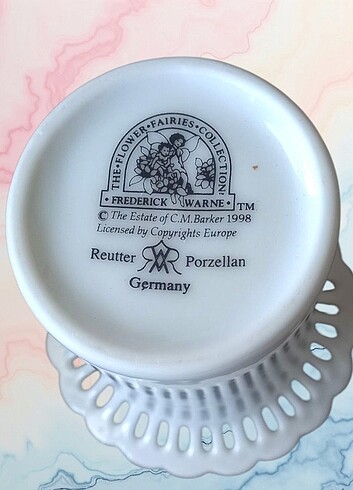 THE·FLOWER·FAIRIES·COLLECTION
·FREDERICK WARNE· TM
© The Estate of C.M.Barker 1998
Licensed by Copyrights Europe
Reutter Porzellan
Germany